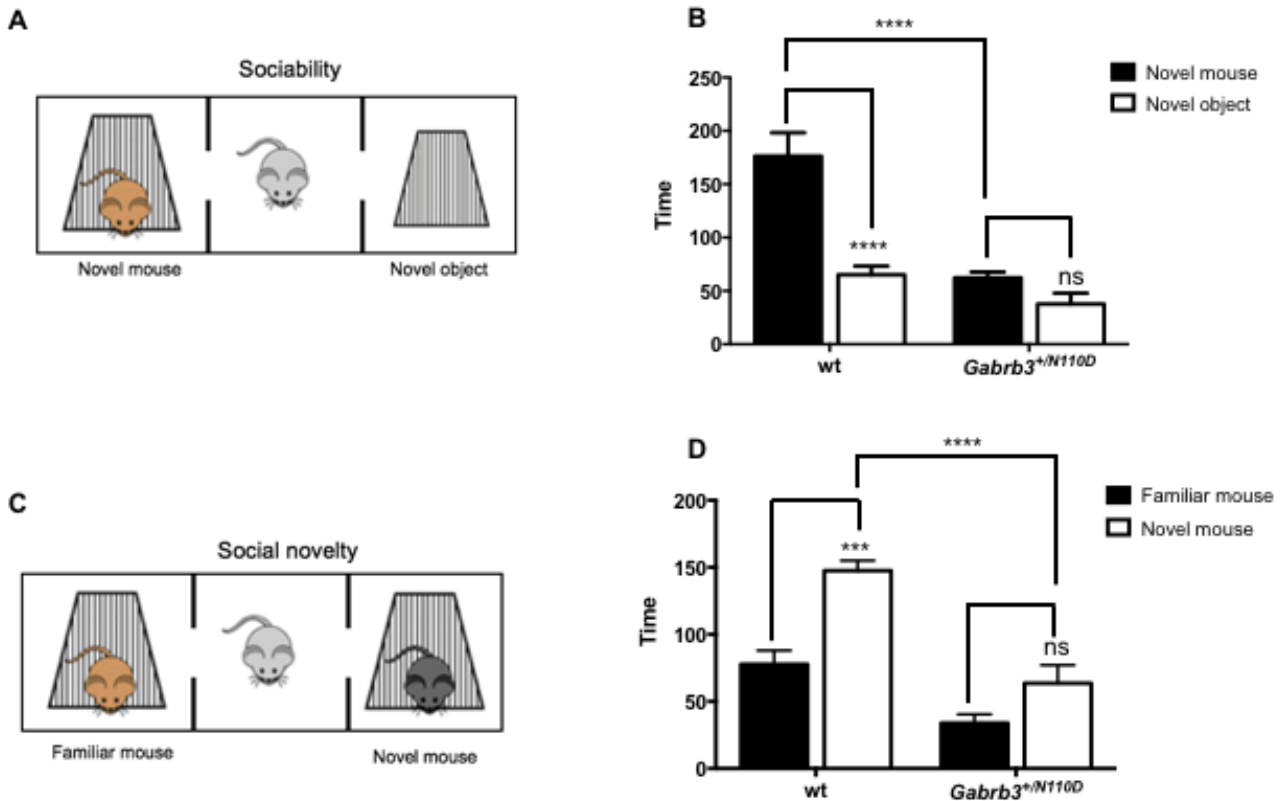 A
Sociability
Novel mouse
Novel object
B
****
Novel mouse
Novel object
250
200
150
100
50
0
Time
****
ns
wt
Gabrb3+/N110D
C
Social novelty
Familiar mouse
Novel mouse
D
****
Familiar mouse
Novel mouse
200
150
100
50
0
Time
***
ns
wt
Gabrb3+/N110D